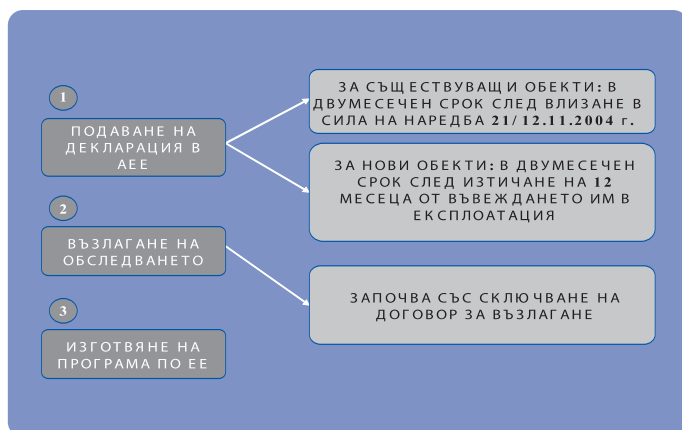 1
ПОДАВАНЕ НА
ДЕКЛАРАЦИЯ В
АЕЕ
ЗА СЪЩЕСТВУВАЩИ ОБЕКТИ: В
ДВУМЕСЕЧЕН СРОК СЛЕД ВЛИЗАНЕ В
СИЛА НА НАРЕДБА 21/12.11.2004 г.
ЗА НОВИ ОБЕКТИ: В ДВУМЕСЕЧЕН
СРОК СЛЕД ИЗТИЧАНЕ НА 12
МЕСЕЦА ОТ ВЪВЕЖДАНЕТО ИМ В
ЕКСПЛОАТАЦИЯ
2
ВЪЗЛАГАНЕ НА
ОБСЛЕДВАНЕТО
ЗАПОЧВА СЪС СКЛЮЧВАНЕ НА
ДОГОВОР ЗА ВЪЗЛАГАНЕ
3
ИЗГОТВЯНЕ НА
ПРОГРАМА ПО ЕЕ